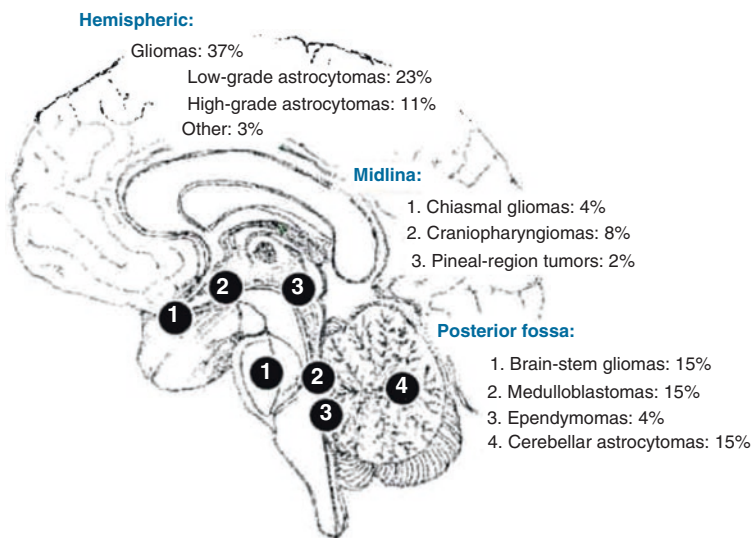 Hemispheric:
Gliomas: 37%
Low-grade astrocytomas: 23%
High-grade astrocytomas: 11%
Other: 3%
Midlina:
1. Chiasmal gliomas: 4%
2. Craniopharyngiomas: 8%
3. Pineal-region tumors: 2%
2
3
1
Posterior fossa:
1. Brain-stem gliomas: 15%
2. Medulloblastomas: 15%
3. Ependymomas: 4%
4. Cerebellar astrocytomas: 15%
1
2
4
3